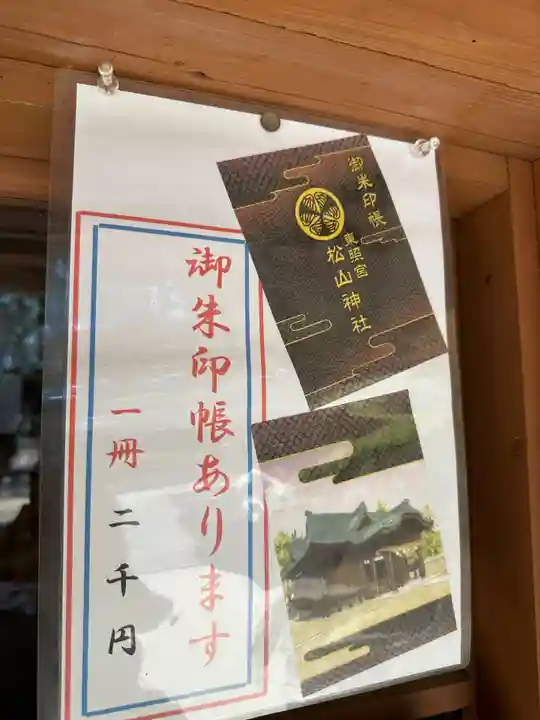 御朱印帳
東照宮
松山神社
御朱印帳あります
一冊 二千円